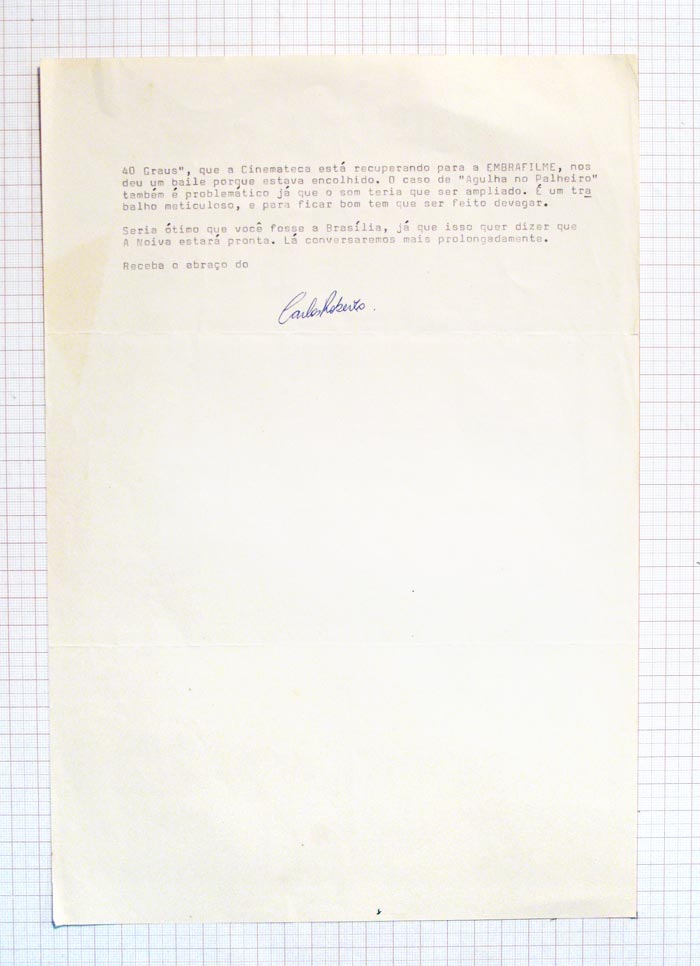 40 Graus", que a Cinemateca está recuperando para a EMBRAFILME, nos
deu um baile porque estava encolhido. O caso de "Agulha no Palheiro"
também é problemático já que o som teria que ser ampliado. É um tra
balho meticuloso, e para ficar bom tem que ser feito devagar.
Seria ótimo que você fosse a Brasília, já que isso quer dizer que
A Noiva estará pronta. Lá conversaremos mais prolongadamente.
Receba o abraço do
Carlos Roberto.